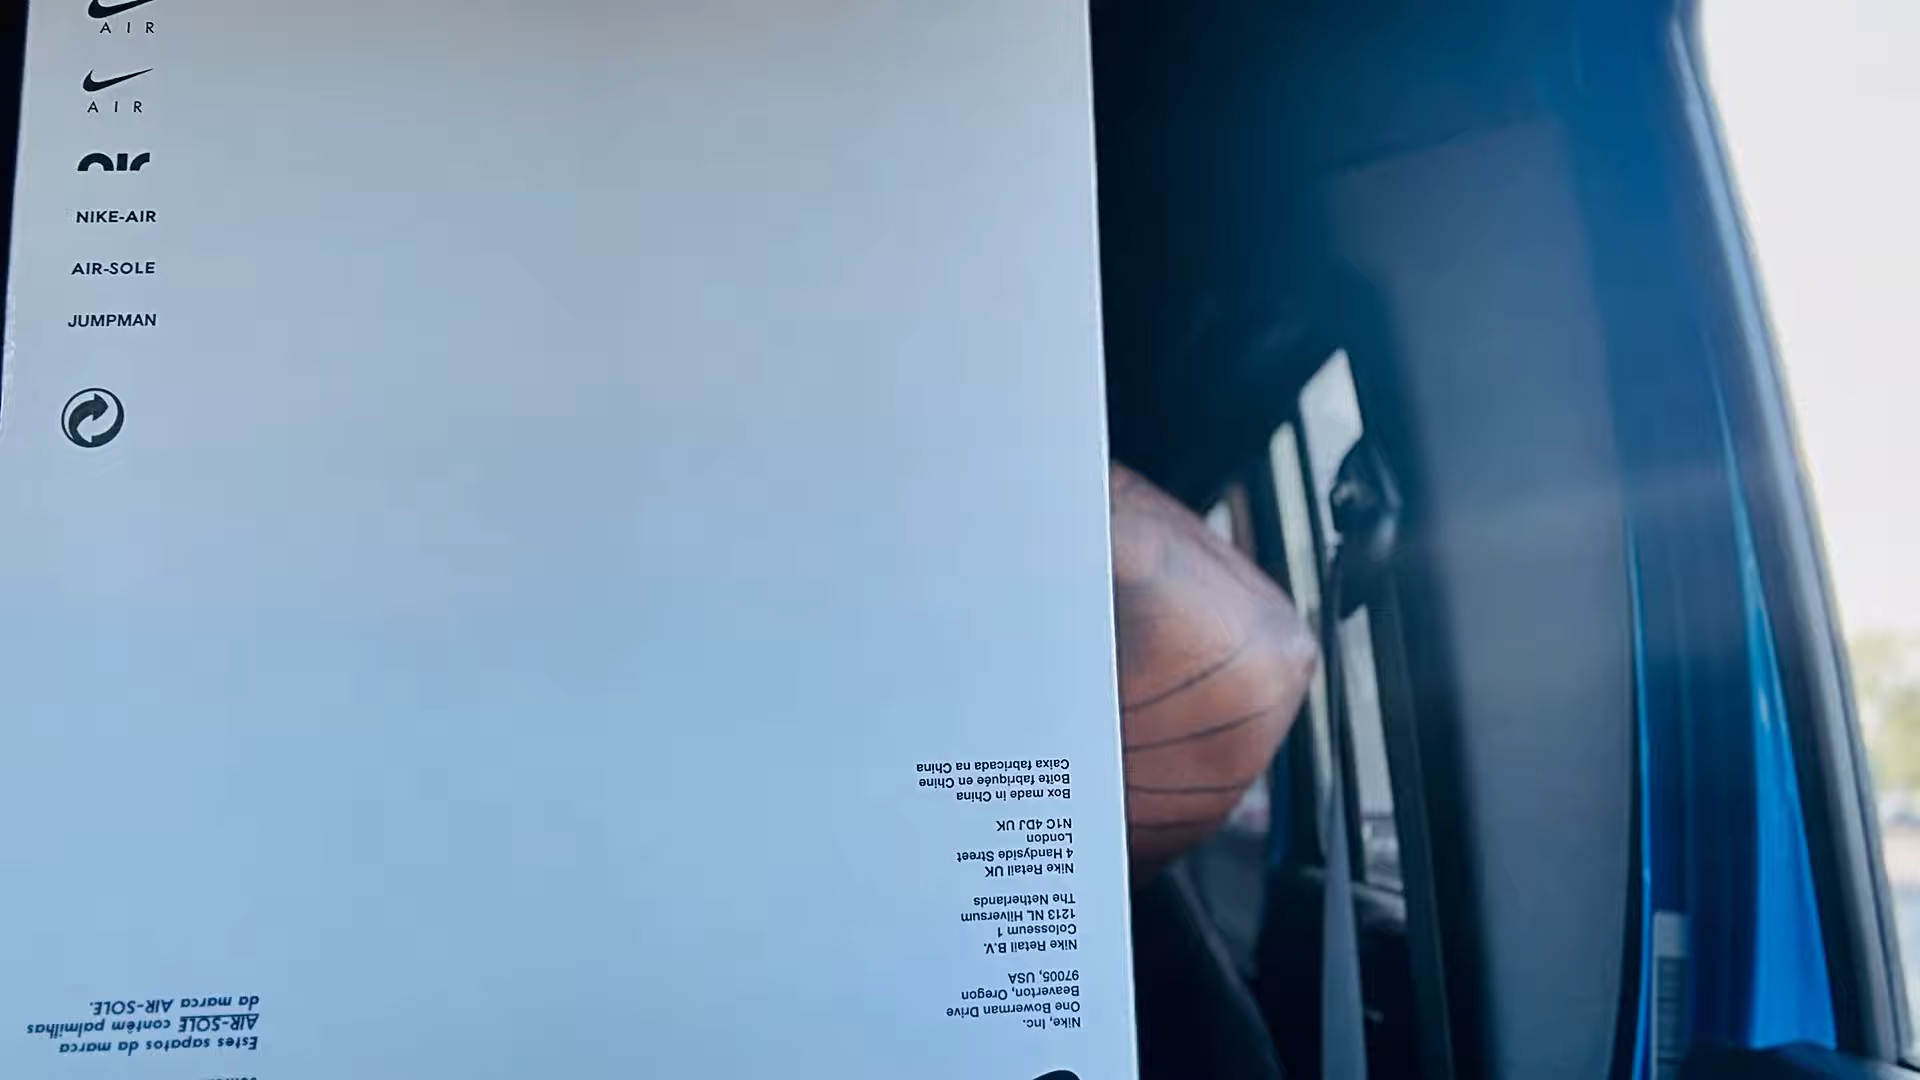 AIR
AIR
air
NIKE-AIR
AIR-SOLE
JUMPMAN
Nike, Inc.
One Bowerman Drive
Beaverton, Oregon
97005, USA
Nike Retail B.V.
Colosseum 1
1213 NL Hilversum
The Netherlands
Nike Retail UK
4 Handyside Street
London
N1C 4DJ UK
Box made in China
Boîte fabriquée en Chine
Caixa fabricada na China
Estes sapatos da marca
AIR-SOLE contêm palmilhas
da marca AIR-SOLE.